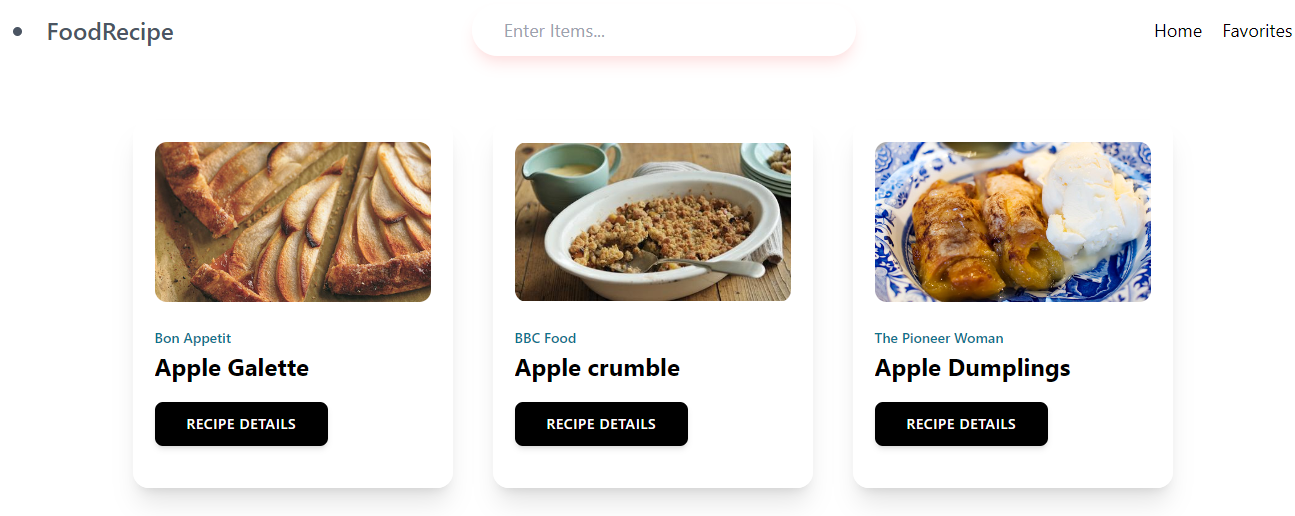 FoodRecipe
Enter Items...
Home
Favorites
Bon Appetit
Apple Galette
RECIPE DETAILS
BBC Food
Apple crumble
RECIPE DETAILS
The Pioneer Woman
Apple Dumplings
RECIPE DETAILS